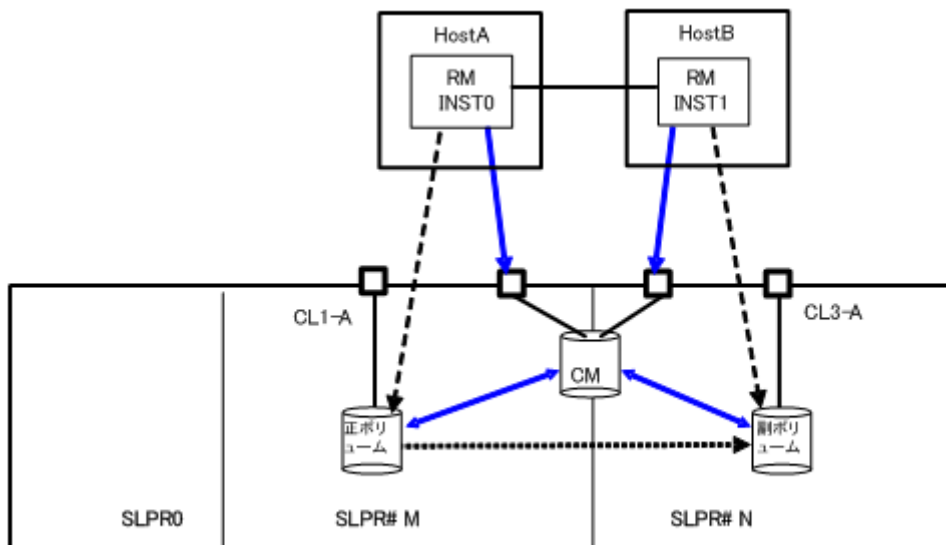 HostA
HostB
RM
INST0
RM
INST1
CL1-A
CL3-A
CM
正ボリ
ューム
副ボリ
ューム
SLPR0
SLPR# M
SLPR# N